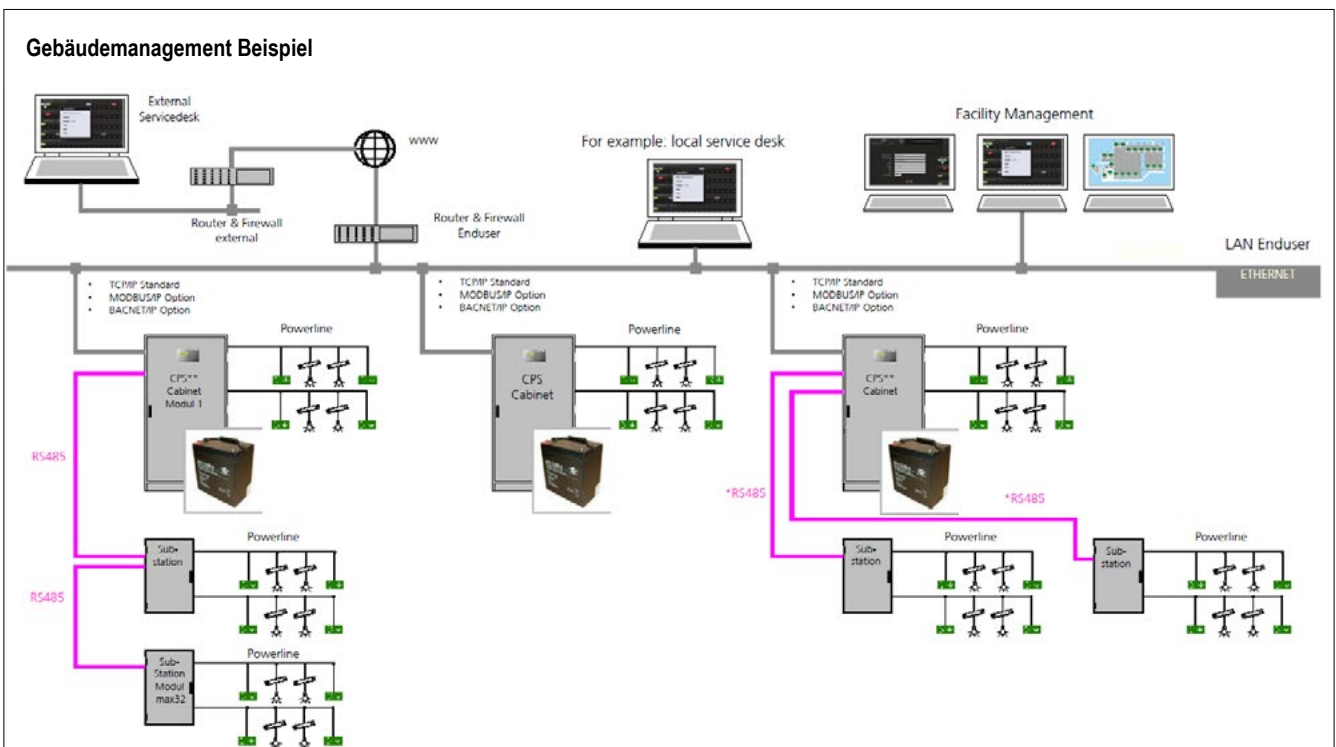 Gebäudemanagement Beispiel
External
Servicedesk
Router & Firewall
external
www
Router & Firewall
Enduser
For example: local service desk
Facility Management
LAN Enduser
ETHERNET
• TCP/IP Standard
• MODBUS/IP Option
• BACNET/IP Option
• TCP/IP Standard
• MODBUS/IP Option
• BACNET/IP Option
• TCP/IP Standard
• MODBUS/IP Option
• BACNET/IP Option
Powerline
CPS**
Cabinet
Modul 1
Powerline
CPS
Cabinet
Powerline
CPS**
Cabinet
RS485
*RS485
*RS485
Powerline
Sub-
station
Powerline
Sub-
station
Powerline
Sub-
station
RS485
Powerline
Sub-
Station
Modul
max32